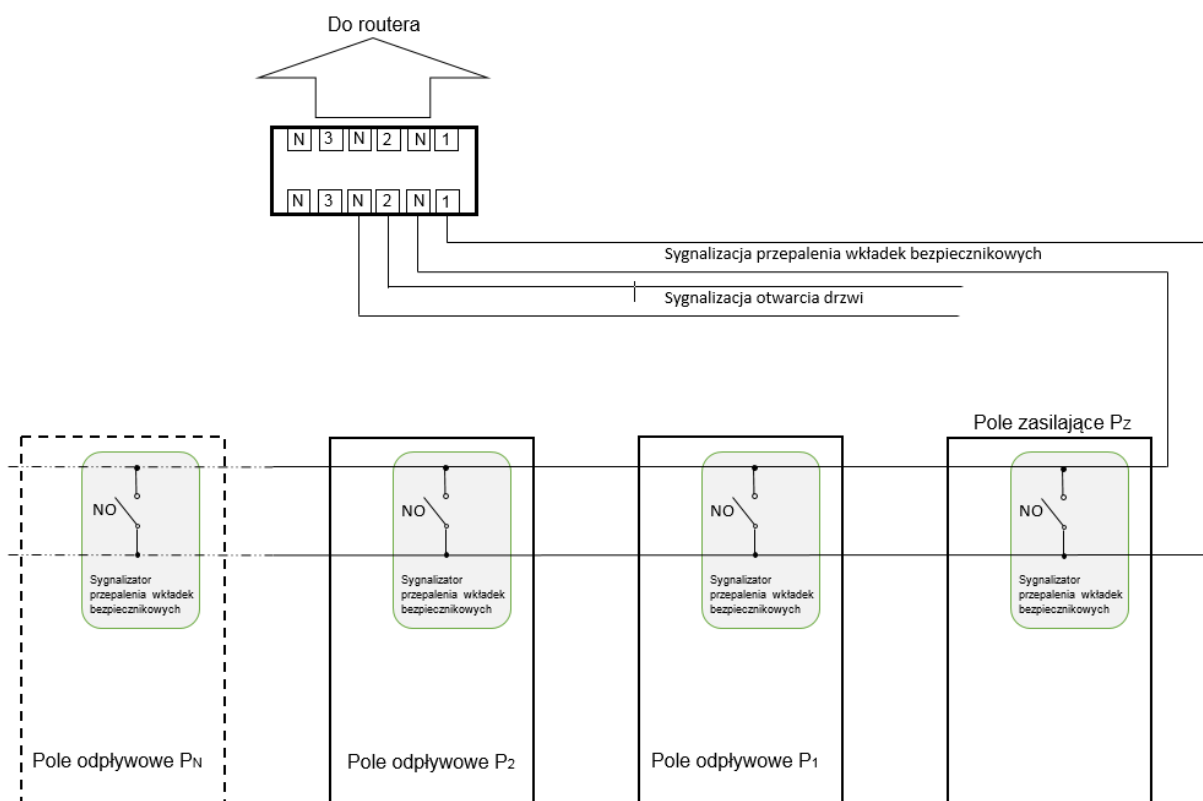 Do routera
N 3 N 2 N 1
N 3 N 2 N 1
Sygnalizacja przepalenia wkładek bezpiecznikowych
Sygnalizacja otwarcia drzwi
Pole zasilające Pz
NO
NO
NO
NO
Sygnalizator
przepalenia wkładek
bezpiecznikowych
Sygnalizator
przepalenia wkładek
bezpiecznikowych
Sygnalizator
przepalenia wkładek
bezpiecznikowych
Sygnalizator
przepalenia wkładek
bezpiecznikowych
Pole odpływowe PN
Pole odpływowe P2
Pole odpływowe P1